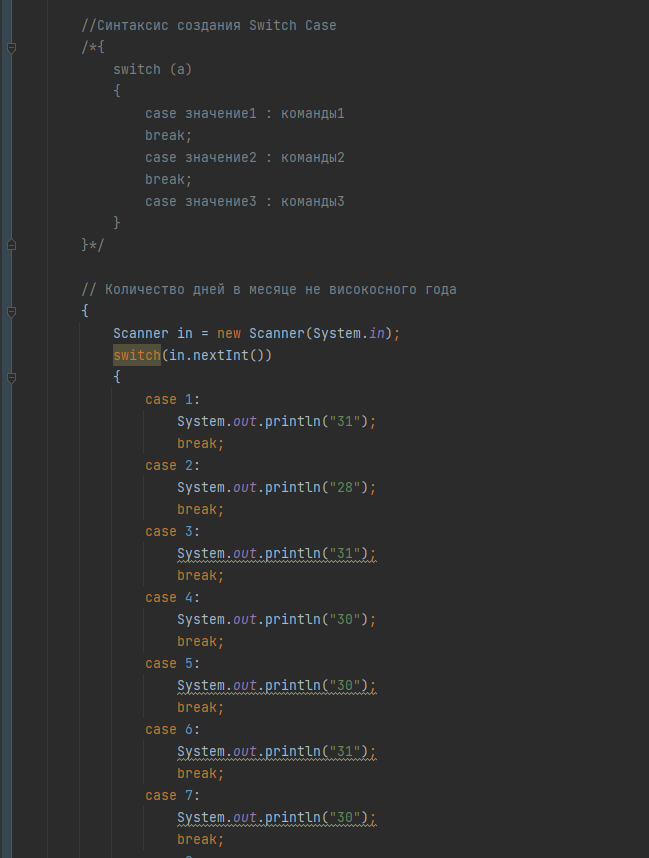 //Синтаксис создания Switch Case
/*{
switch (a)
{
case значение1 : команды1
break;
case значение2 : команды2
break;
case значение3 : команды3
}
}*/
// Количество дней в месяце не високосного года
{
Scanner in = new Scanner(System.in);
switch(in.nextInt())
{
case 1:
System.out.println("31");
break;
case 2:
System.out.println("28");
break;
case 3:
System.out.println("31");
break;
case 4:
System.out.println("30");
break;
case 5:
System.out.println("30");
break;
case 6:
System.out.println("31");
break;
case 7:
System.out.println("30");
break;